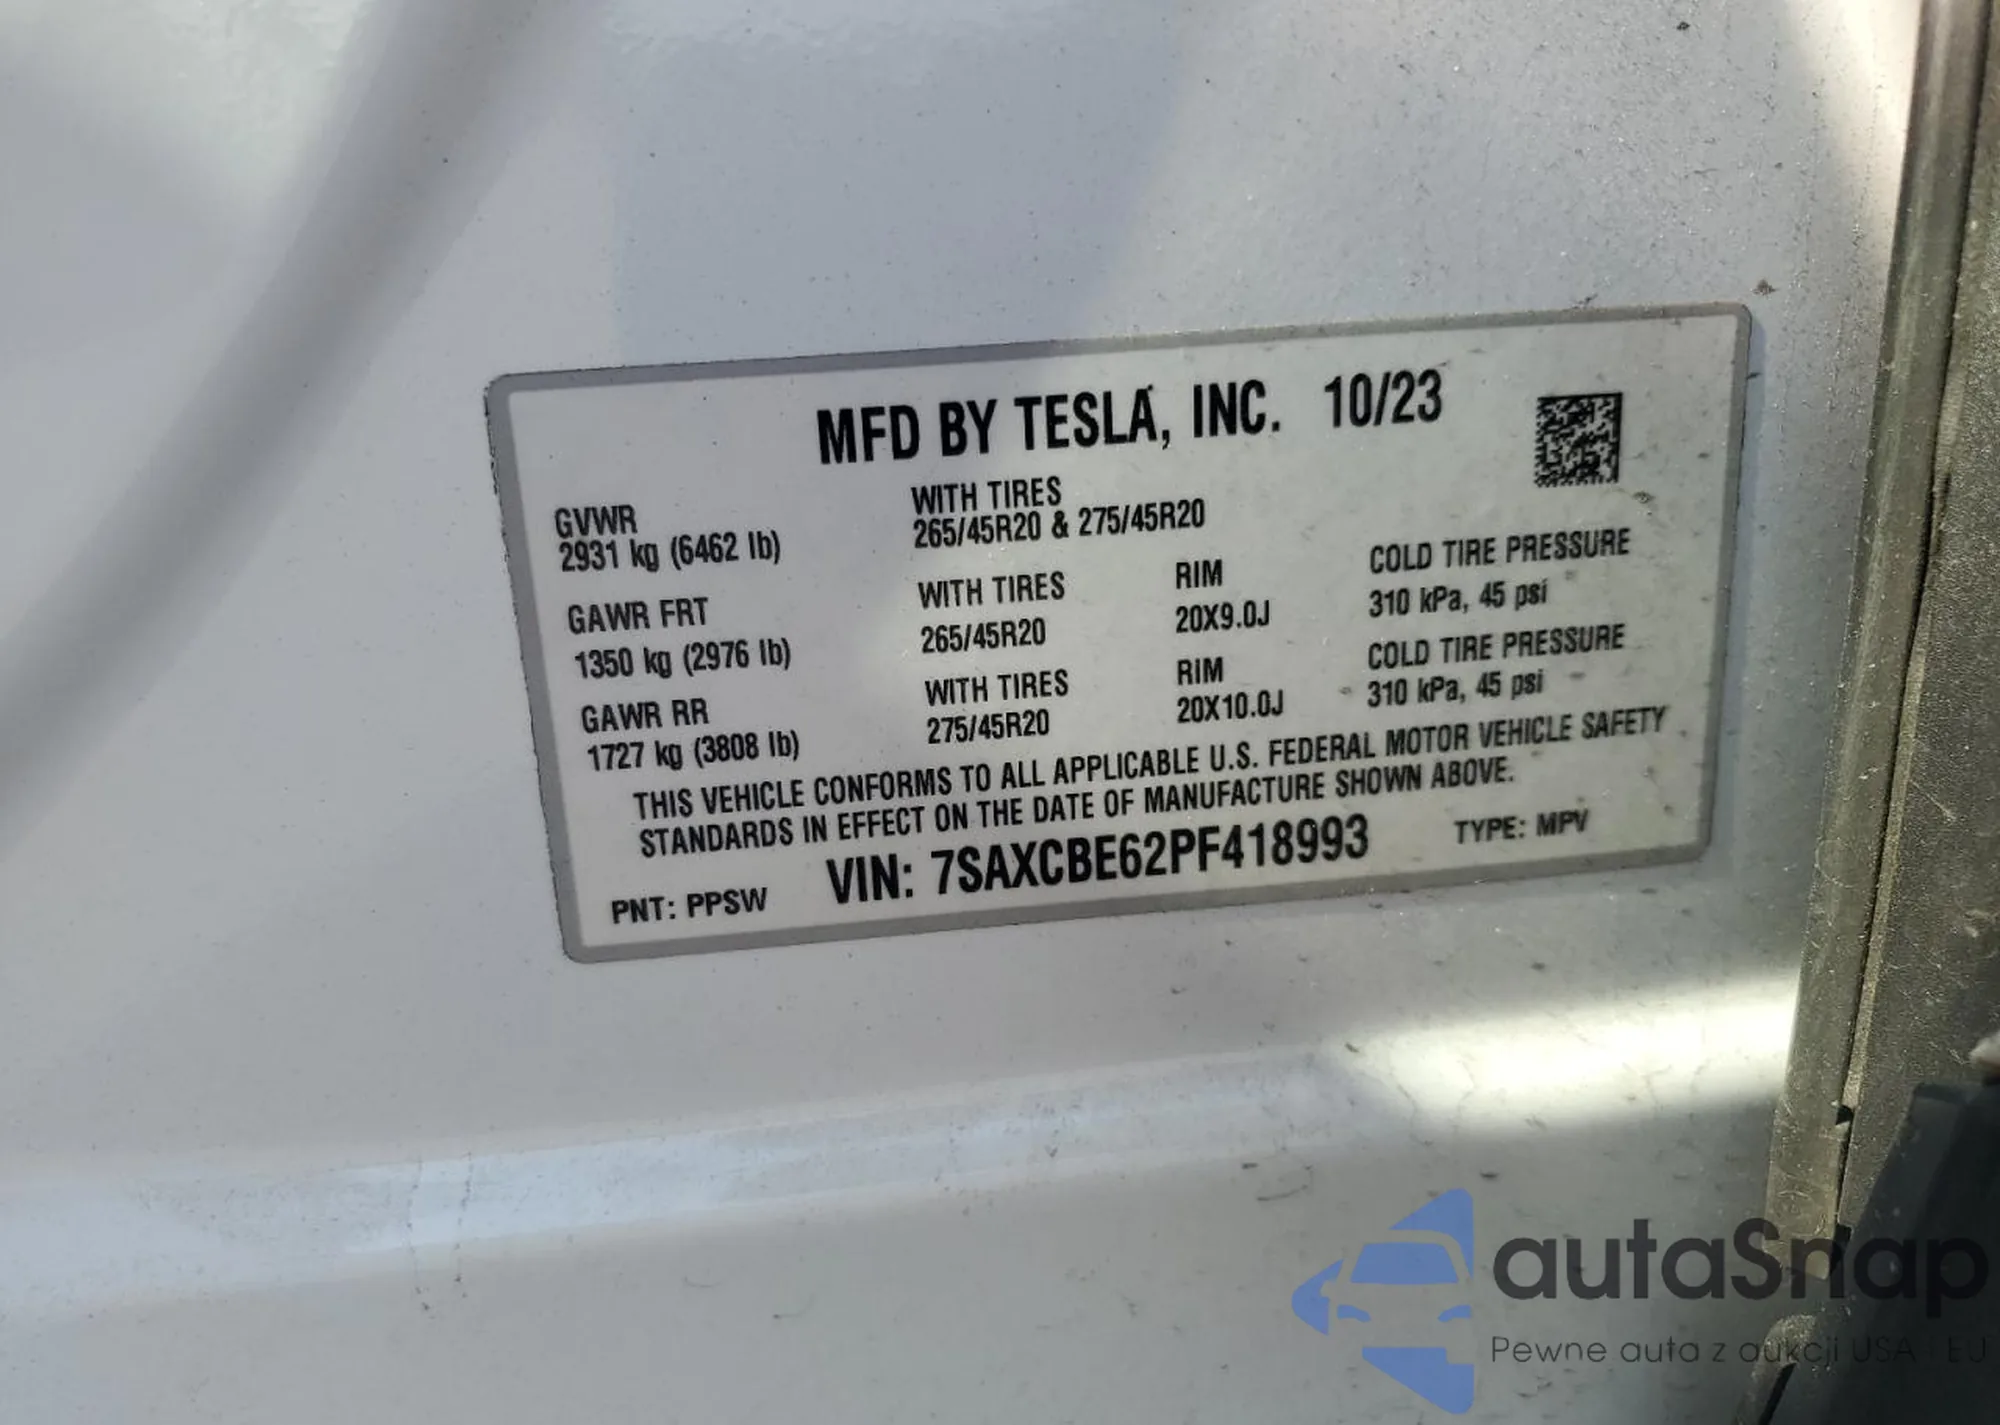 MFD BY TESLA, INC. 10/23
GVWR
2931 kg (6462 lb)
WITH TIRES
265/45R20 & 275/45R20
GAWR FRT
1350 kg (2976 lb)
WITH TIRES
265/45R20
RIM
20X9.0J
COLD TIRE PRESSURE
310 kPa, 45 psi
GAWR RR
1727 kg (3808 lb)
WITH TIRES
275/45R20
RIM
20X10.0J
COLD TIRE PRESSURE
310 kPa, 45 psi
THIS VEHICLE CONFORMS TO ALL APPLICABLE U.S. FEDERAL MOTOR VEHICLE SAFETY
STANDARDS IN EFFECT ON THE DATE OF MANUFACTURE SHOWN ABOVE.
PNT: PPSW VIN: 7SAXCBE62PF418993 TYPE: MPV
autaSnap
Pewne auta z aukcji USA i EU